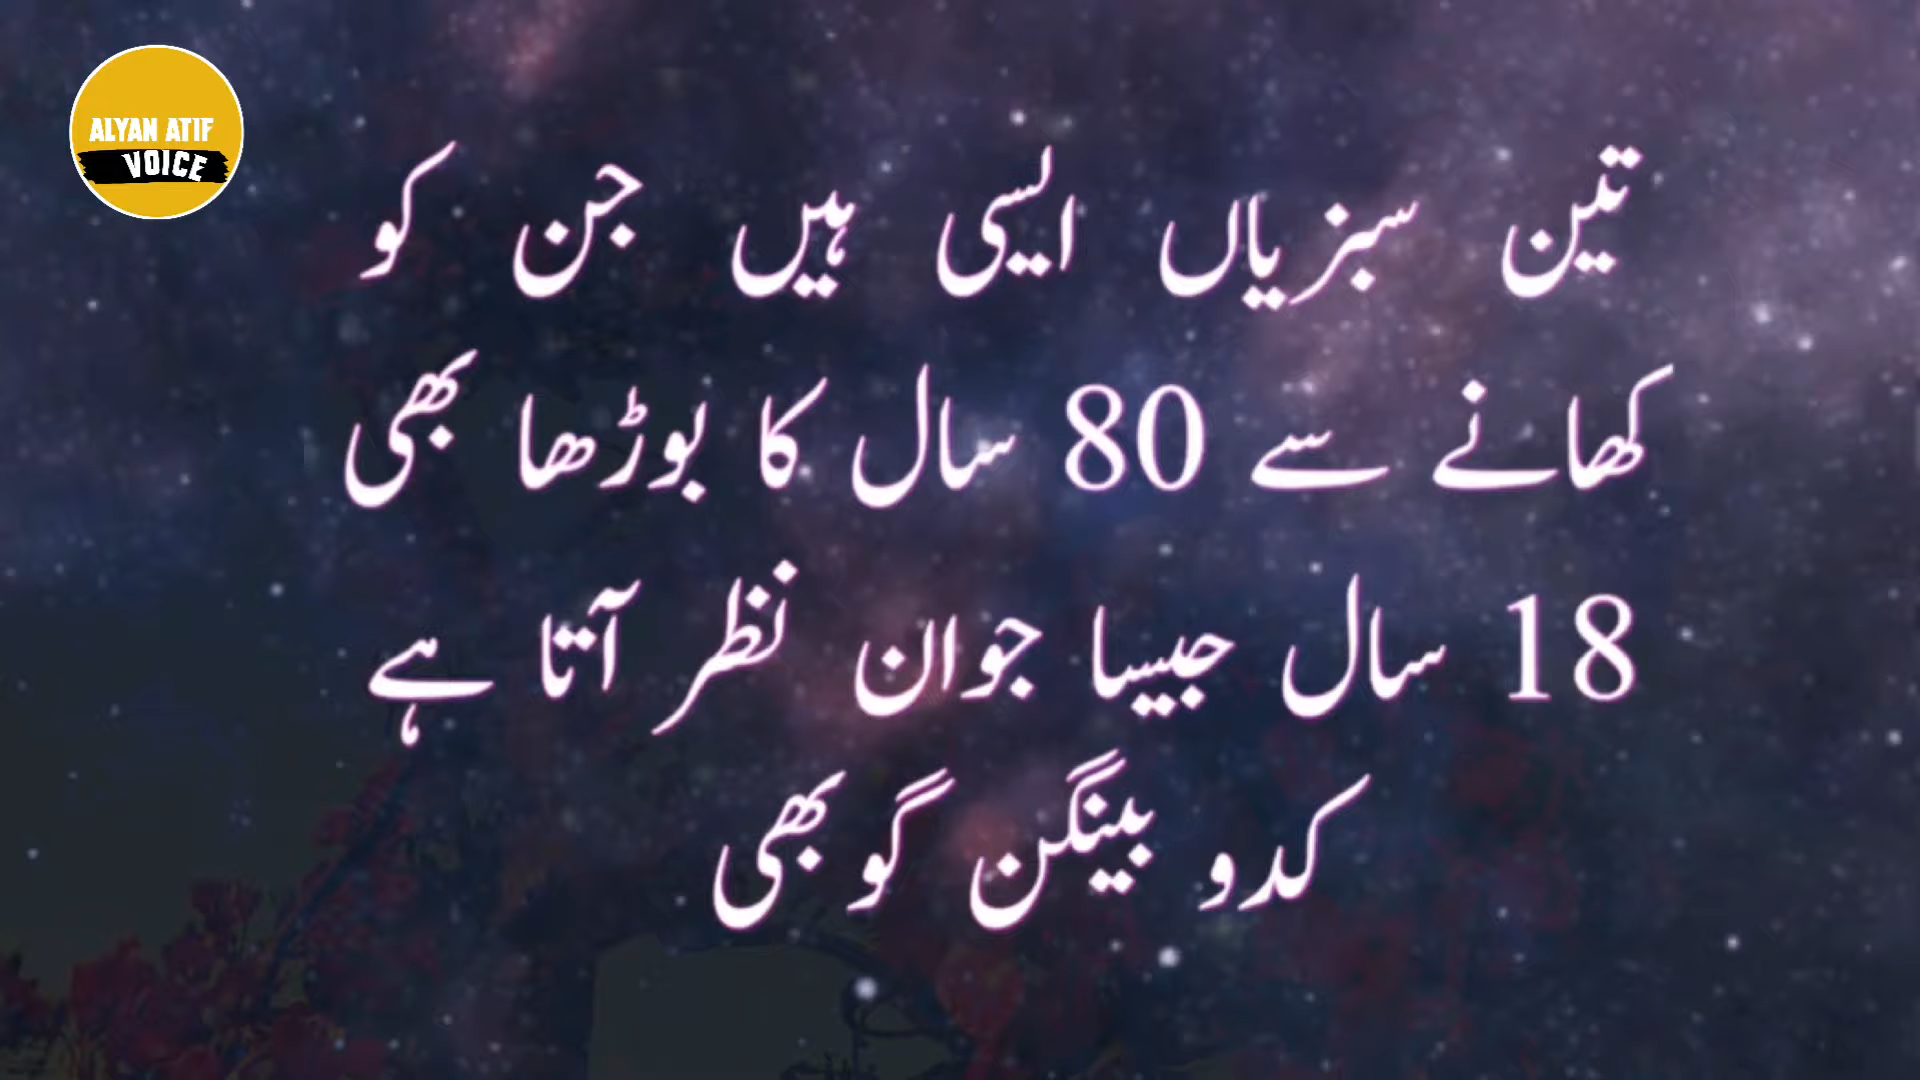 ALYAN ATIF
VOICE
تین سبزیاں ایسی ہیں جن کو
کھانے سے 80 سال کا بوڑھا بھی
18 سال جیسا جوان نظر آتا ہے
کدو بینگن گوبھی